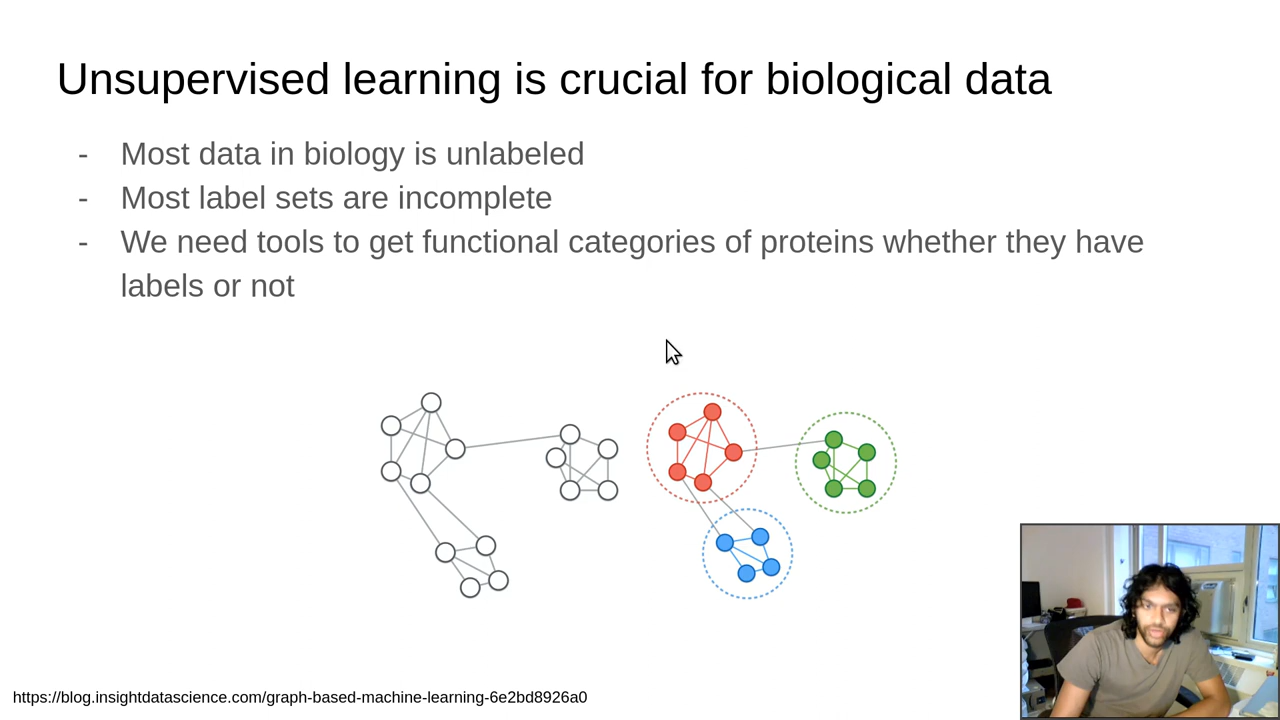 Unsupervised learning is crucial for biological data
- Most data in biology is unlabeled
- Most label sets are incomplete
- We need tools to get functional categories of proteins whether they have
labels or not
https://blog.insightdatascience.com/graph-based-machine-learning-6e2bd8926a0